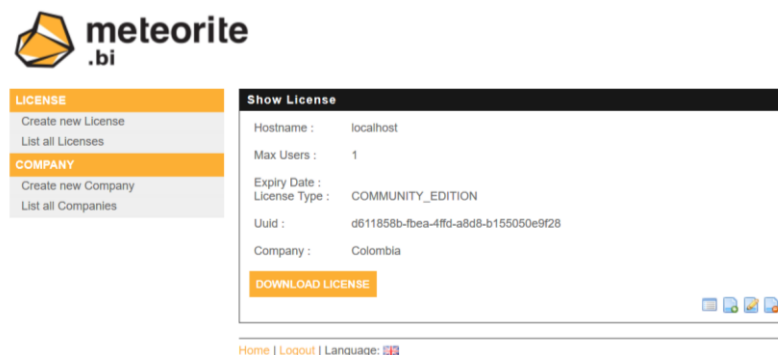 meteorite
.bi
LICENSE
Create new License
List all Licenses
COMPANY
Create new Company
List all Companies
Show License
Hostname : localhost
Max Users : 1
Expiry Date :
License Type : COMMUNITY_EDITION
Uuid : d611858b-fbea-4ffd-a8d8-b155050e9f28
Company : Colombia
DOWNLOAD LICENSE
Home | Logout | Language: